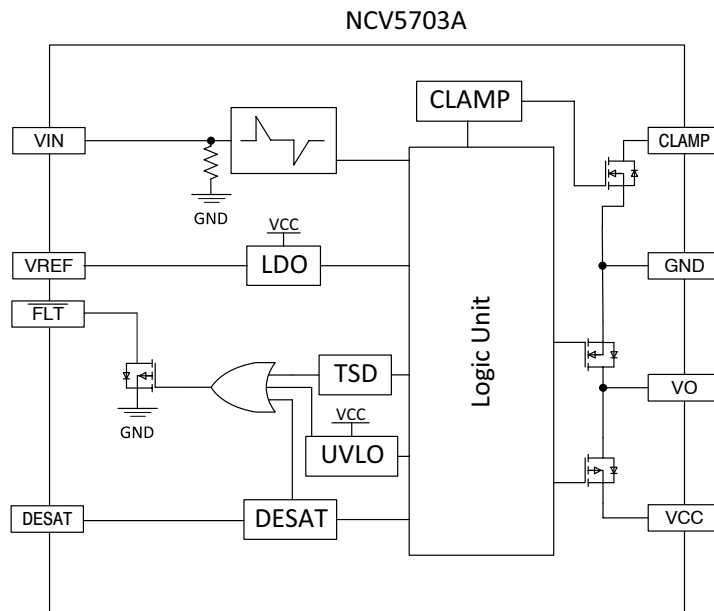 NCV5703A
CLAMP
VIN
CLAMP
GND
VCC
VREF
LDO
GND
FLT
Logic Unit
TSD
VO
GND
VCC
UVLO
DESAT
DESAT
VCC